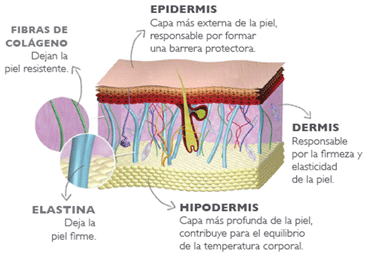 EPIDERMIS
Capa más externa de la piel,
responsable por formar
una barrera protectora.
FIBRAS DE
COLÁGENO
Dejan la
piel resistente.
DERMIS
Responsable
por la firmeza y
elasticidad
de la piel.
ELASTINA
Deja la
piel firme.
HIPODERMIS
Capa más profunda de la piel,
contribuye para el equilibrio
de la temperatura corporal.